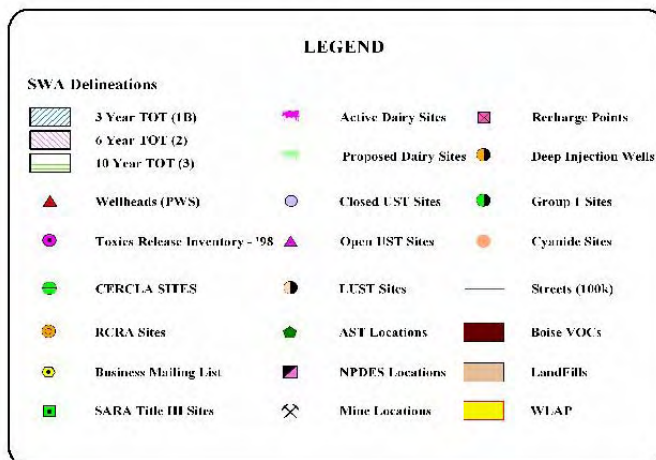 LEGEND
SWA Delineations
3 Year TOT (1B)
6 Year TOT (2)
10 Year TOT (3)
Wellheads (PWS)
Toxics Release Inventory - '98
CERCLA SITES
RCRA Sites
Business Mailing List
SARA Title III Sites
Active Dairy Sites
Proposed Dairy Sites
Closed UST Sites
Open UST Sites
LUST Sites
AST Locations
NPDES Locations
Mine Locations
Recharge Points
Deep Injection Wells
Group 1 Sites
Cyanide Sites
Streets (100k)
Boise VOCs
LandFills
WLAP